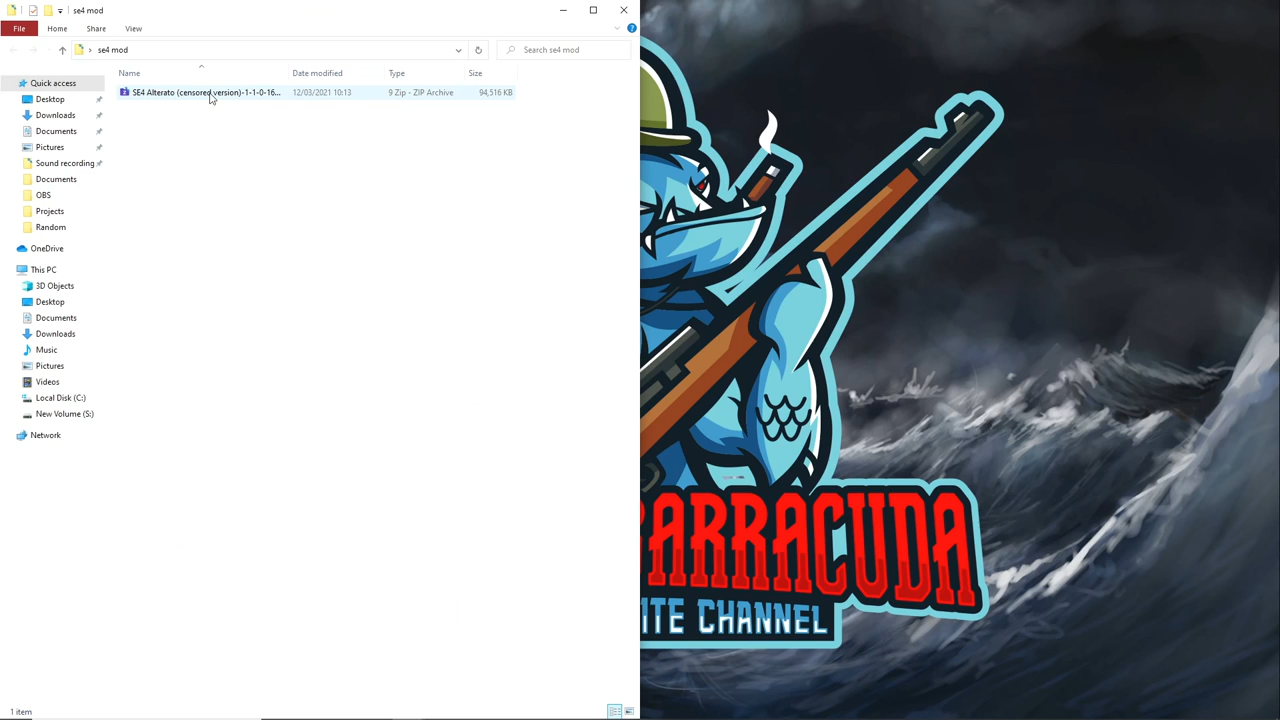 se4 mod
File Home Share View
se4 mod
Search se4 mod
Name Date modified Type Size
SE4 Alterato (censored version)-1-1-0-16... 12/03/2021 10:13 9 Zip - ZIP Archive 94,516 KB
Quick access
Desktop
Downloads
Documents
Pictures
Sound recording
Documents
OBS
Projects
Random
OneDrive
This PC
3D Objects
Desktop
Documents
Downloads
Music
Pictures
Videos
Local Disk (C:)
New Volume (S:)
Network
1 item
BARRACUDA
ITE CHANNEL